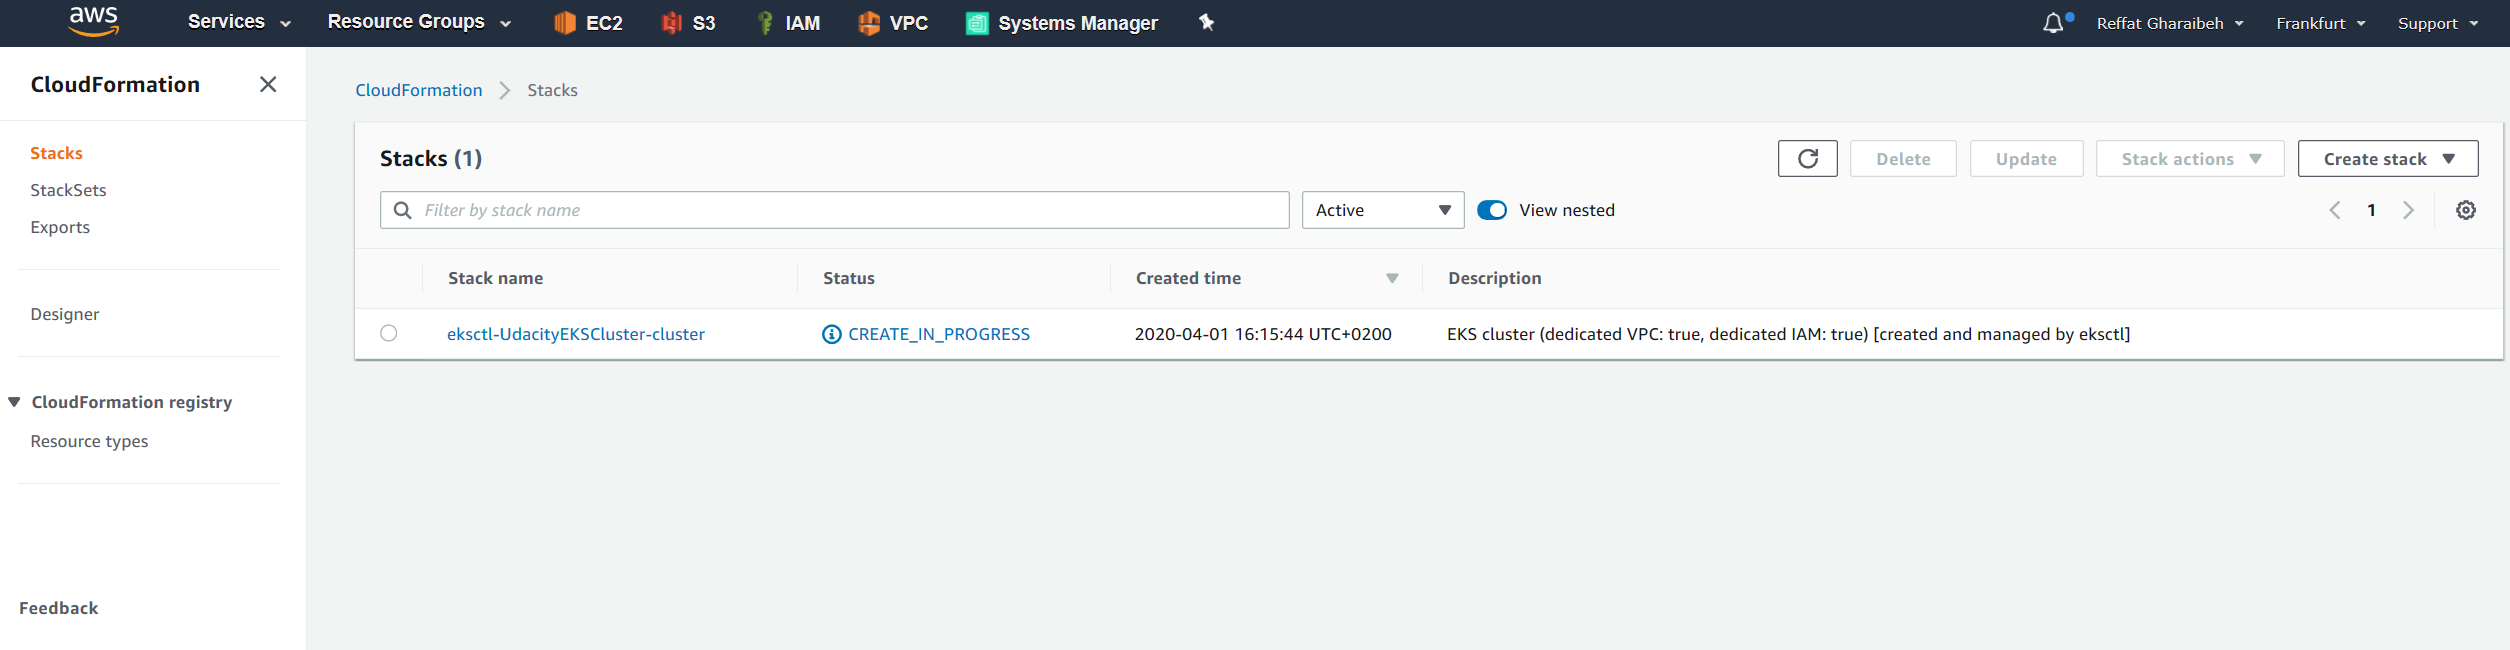 aws Services Resource Groups EC2 S3 IAM VPC Systems Manager Reffat Gharaibeh Frankfurt Support
CloudFormation
Stacks
StackSets
Exports
Designer
CloudFormation registry
Resource types
Feedback
CloudFormation Stacks
Stacks (1) Delete Update Stack actions Create stack
Filter by stack name Active View nested 1
Stack name Status Created time Description
eksctl-UdacityEKSCluster-cluster CREATE_IN_PROGRESS 2020-04-01 16:15:44 UTC+0200 EKS cluster (dedicated VPC: true, dedicated IAM: true) [created and managed by eksctl]